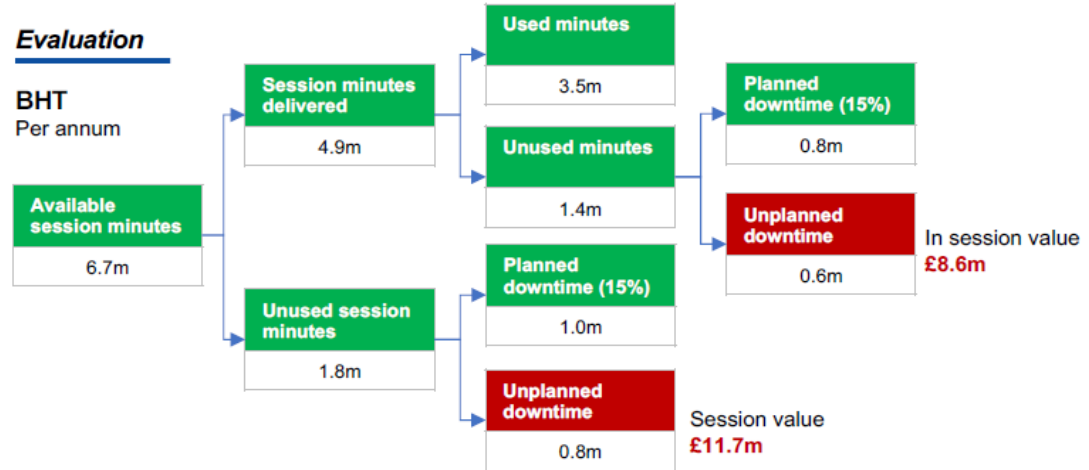 Evaluation
BHT
Per annum
Available
session minutes
6.7m
Session minutes
delivered
4.9m
Unused session
minutes
1.8m
Used minutes
3.5m
Unused minutes
1.4m
Planned
downtime (15%)
1.0m
Unplanned
downtime
0.8m
Session value
£11.7m
Planned
downtime (15%)
0.8m
Unplanned
downtime
0.6m
In session value
£8.6m